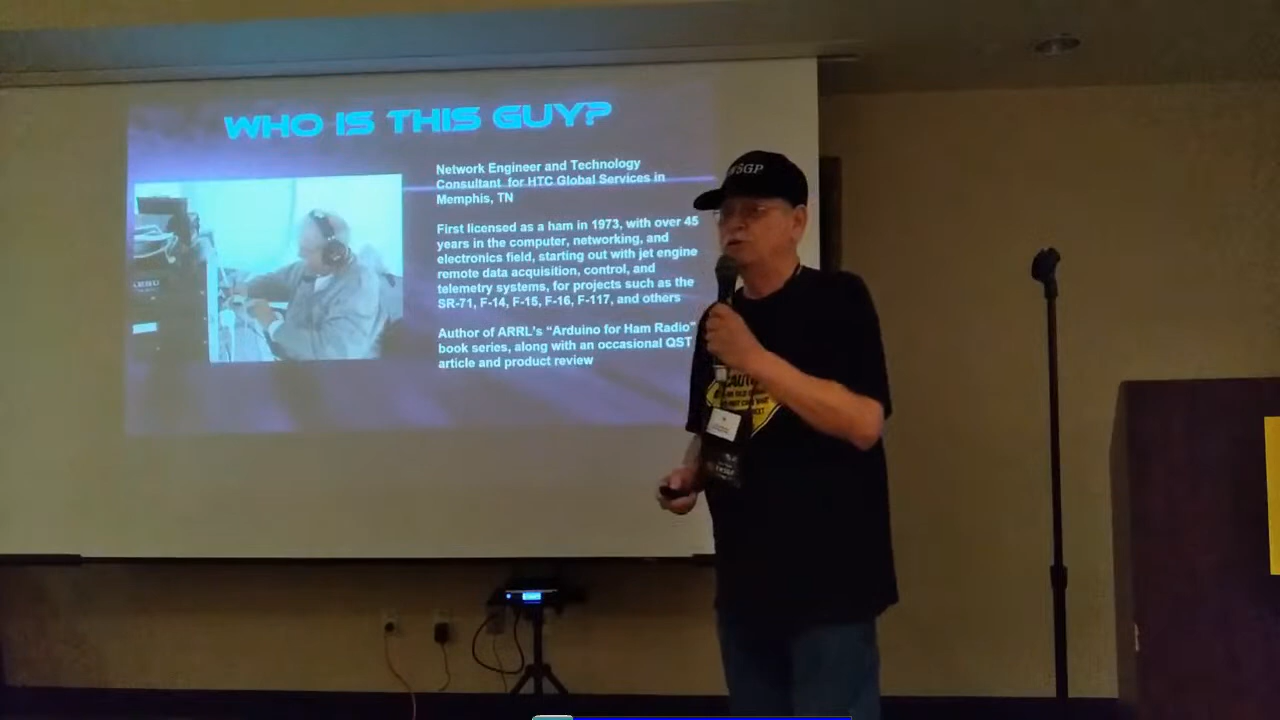 WHO IS THIS GUY?
Network Engineer and Technology
Consultant for HTC Global Services in
Memphis, TN
First licensed as a ham in 1973, with over 45
years in the computer, networking, and
electronics field, starting out with jet engine
remote data acquisition, control, and
telemetry systems, for projects such as the
SR-71, F-14, F-15, F-16, F-117, and others
Author of ARRL's "Arduino for Ham Radio"
book series, along with an occasional QST
article and product review